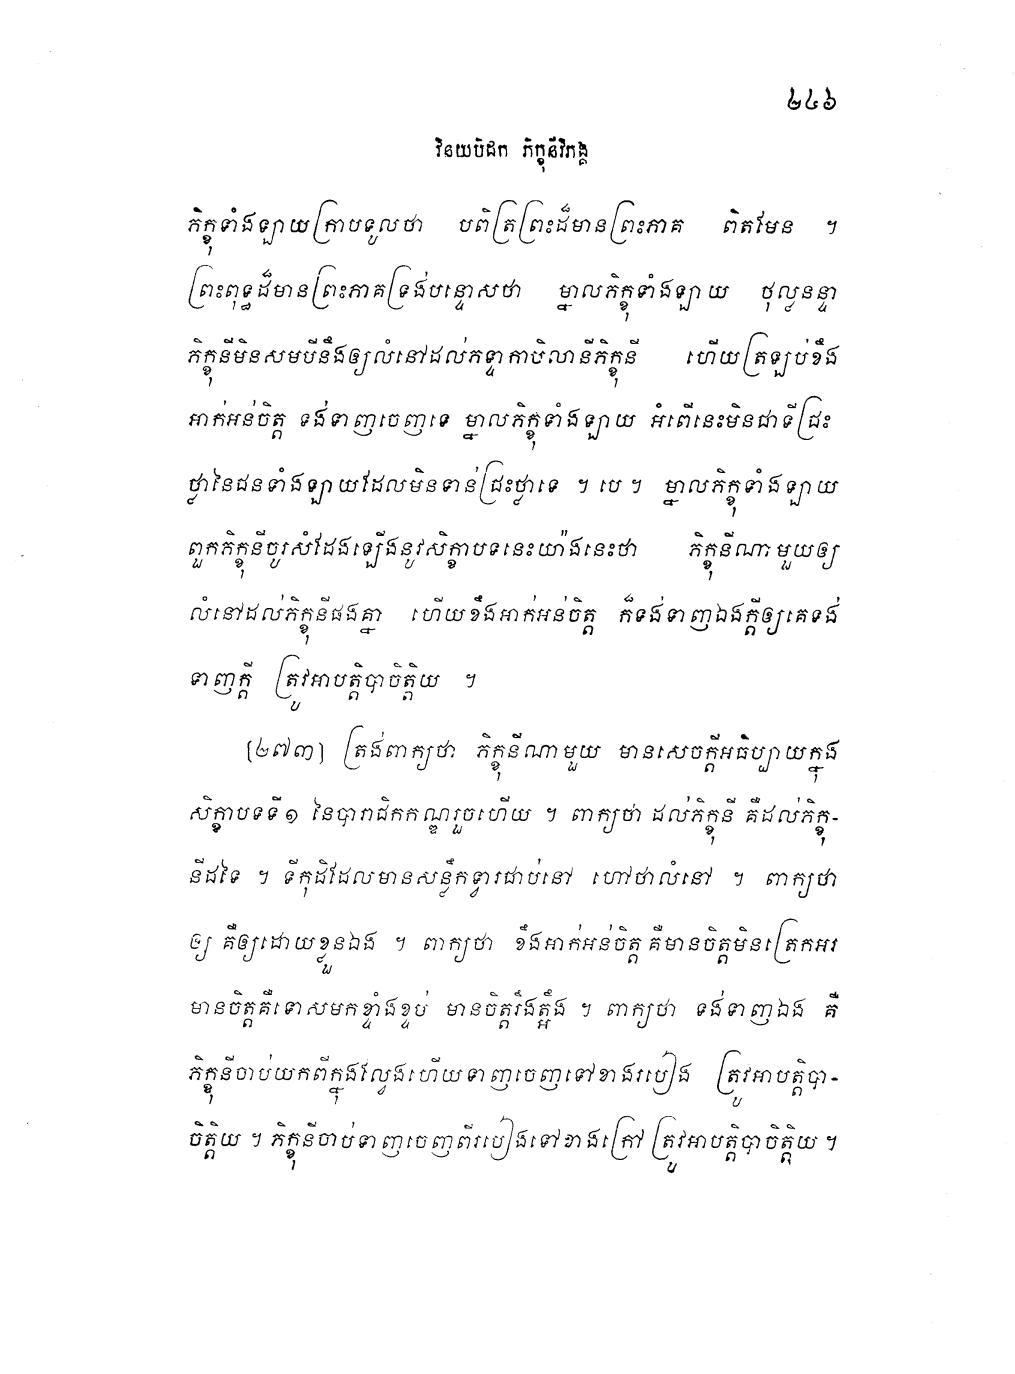 ២៤៦
វិនយបិដក ភិក្ខុនីវិភង្គ
ភិក្ខុទាំងឡាយក្រាបទូលថា បពិត្រព្រះដ៏មានព្រះភាគ ពិតមែន ។
ព្រះពុទ្ធដ៏មានព្រះភាគទ្រង់បន្ទោសថា ម្នាលភិក្ខុទាំងឡាយ ថុល្លនន្ទា
ភិក្ខុនីមិនសមបីនឹងឲ្យលំនៅដល់ភទ្ទាកាបិលានីភិក្ខុនី ហើយត្រឡប់ខឹង
អាក់អន់ចិត្ត ទង់ទាញចេញទេ ម្នាលភិក្ខុទាំងឡាយ អំពើនេះមិនជាទីជ្រះ
ថ្លានៃជនទាំងឡាយដែលមិនទាន់ជ្រះថ្លាទេ ។ បេ ។ ម្នាលភិក្ខុទាំងឡាយ
ពួកភិក្ខុនីចូរសំដែងឡើងនូវសិក្ខាបទនេះយ៉ាងនេះថា ភិក្ខុនីណាមួយឲ្យ
លំនៅដល់ភិក្ខុនីផងគ្នា ហើយខឹងអាក់អន់ចិត្ត ក៏ទង់ទាញឯងក្តីឲ្យគេទង់
ទាញក្តី ត្រូវអាបត្តិបាចិត្តិយ ។
[២៧៣] ត្រង់ពាក្យថា ភិក្ខុនីណាមួយ មានសេចក្តីអធិប្បាយក្នុង
សិក្ខាបទទី១ នៃបារាជិកកណ្ឌរួចហើយ ។ ពាក្យថា ដល់ភិក្ខុនី គឺដល់ភិក្ខុ-
នីដទៃ ។ ទីកុដិដែលមានសន្លឹកទ្វារជាប់នៅ ហៅថាលំនៅ ។ ពាក្យថា
ឲ្យ គឺឲ្យដោយខ្លួនឯង ។ ពាក្យថា ខឹងអាក់អន់ចិត្ត គឺមានចិត្តមិនត្រេកអរ
មានចិត្តគឺទោសមកខ្ទាំងខ្ទប់ មានចិត្តរឹងត្អឹង ។ ពាក្យថា ទង់ទាញឯង គឺ
ភិក្ខុនីចាប់យកពីក្នុងល្វែងហើយទាញចេញទៅខាងរបៀង ត្រូវអាបត្តិបា-
ចិត្តិយ ។ ភិក្ខុនីចាប់ទាញចេញពីរបៀងទៅខាងក្រៅ ត្រូវអាបត្តិបាចិត្តិយ ។